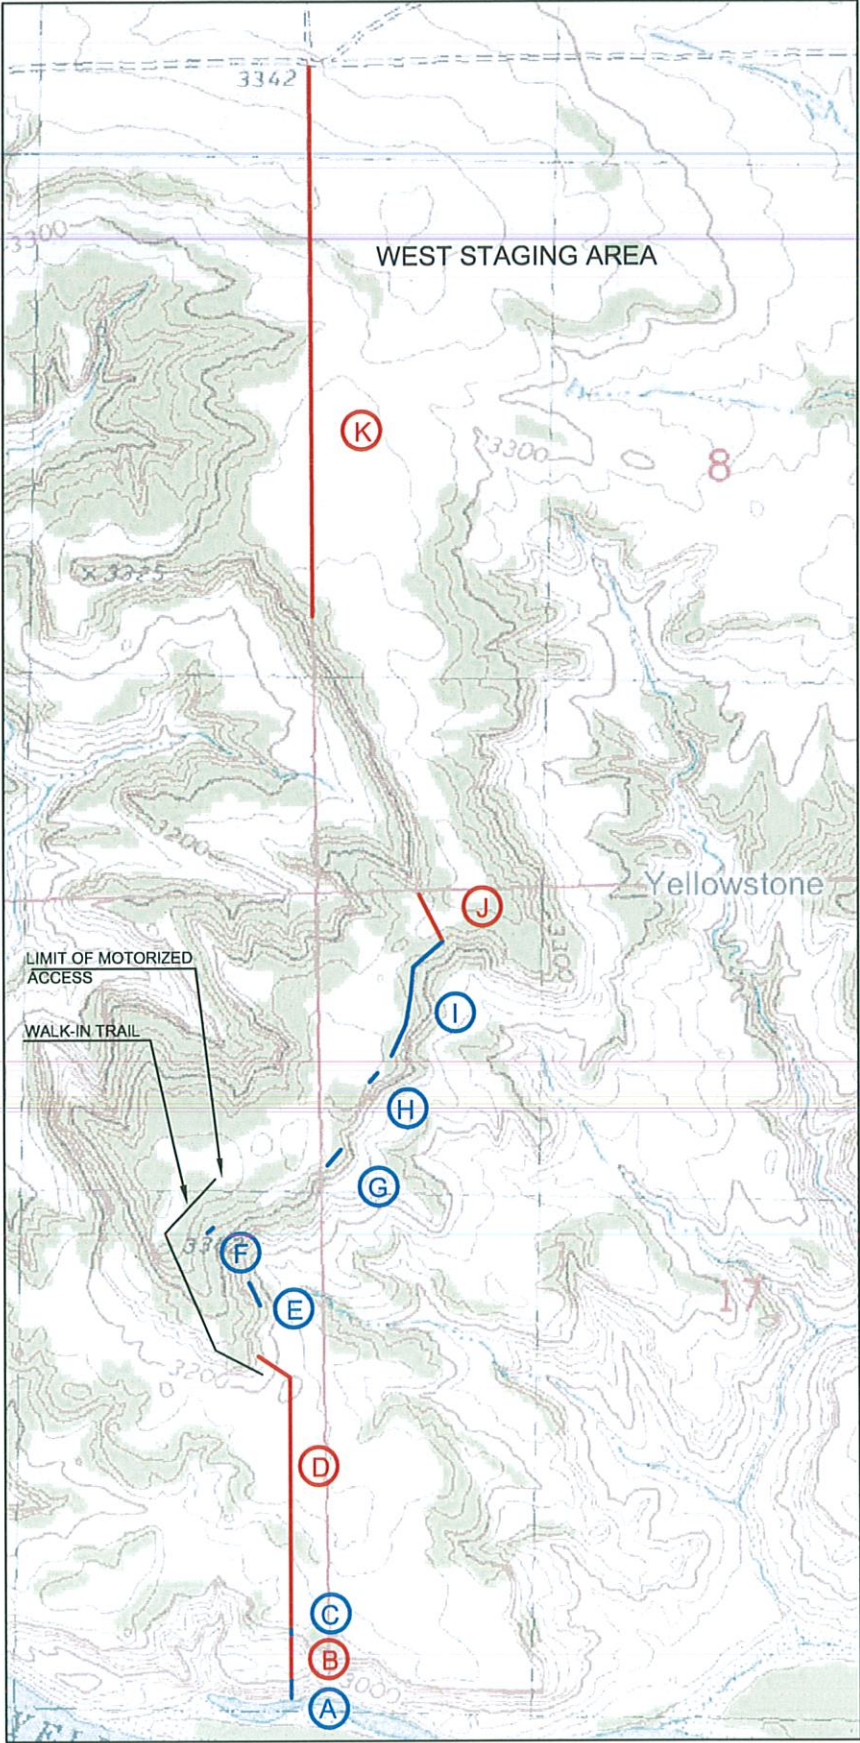 3342
3300
WEST STAGING AREA
K
3300
8
x 3325
3200
Yellowstone
J
LIMIT OF MOTORIZED
ACCESS
I
WALK-IN TRAIL
H
G
F
E
17
D
C
B
3000
A